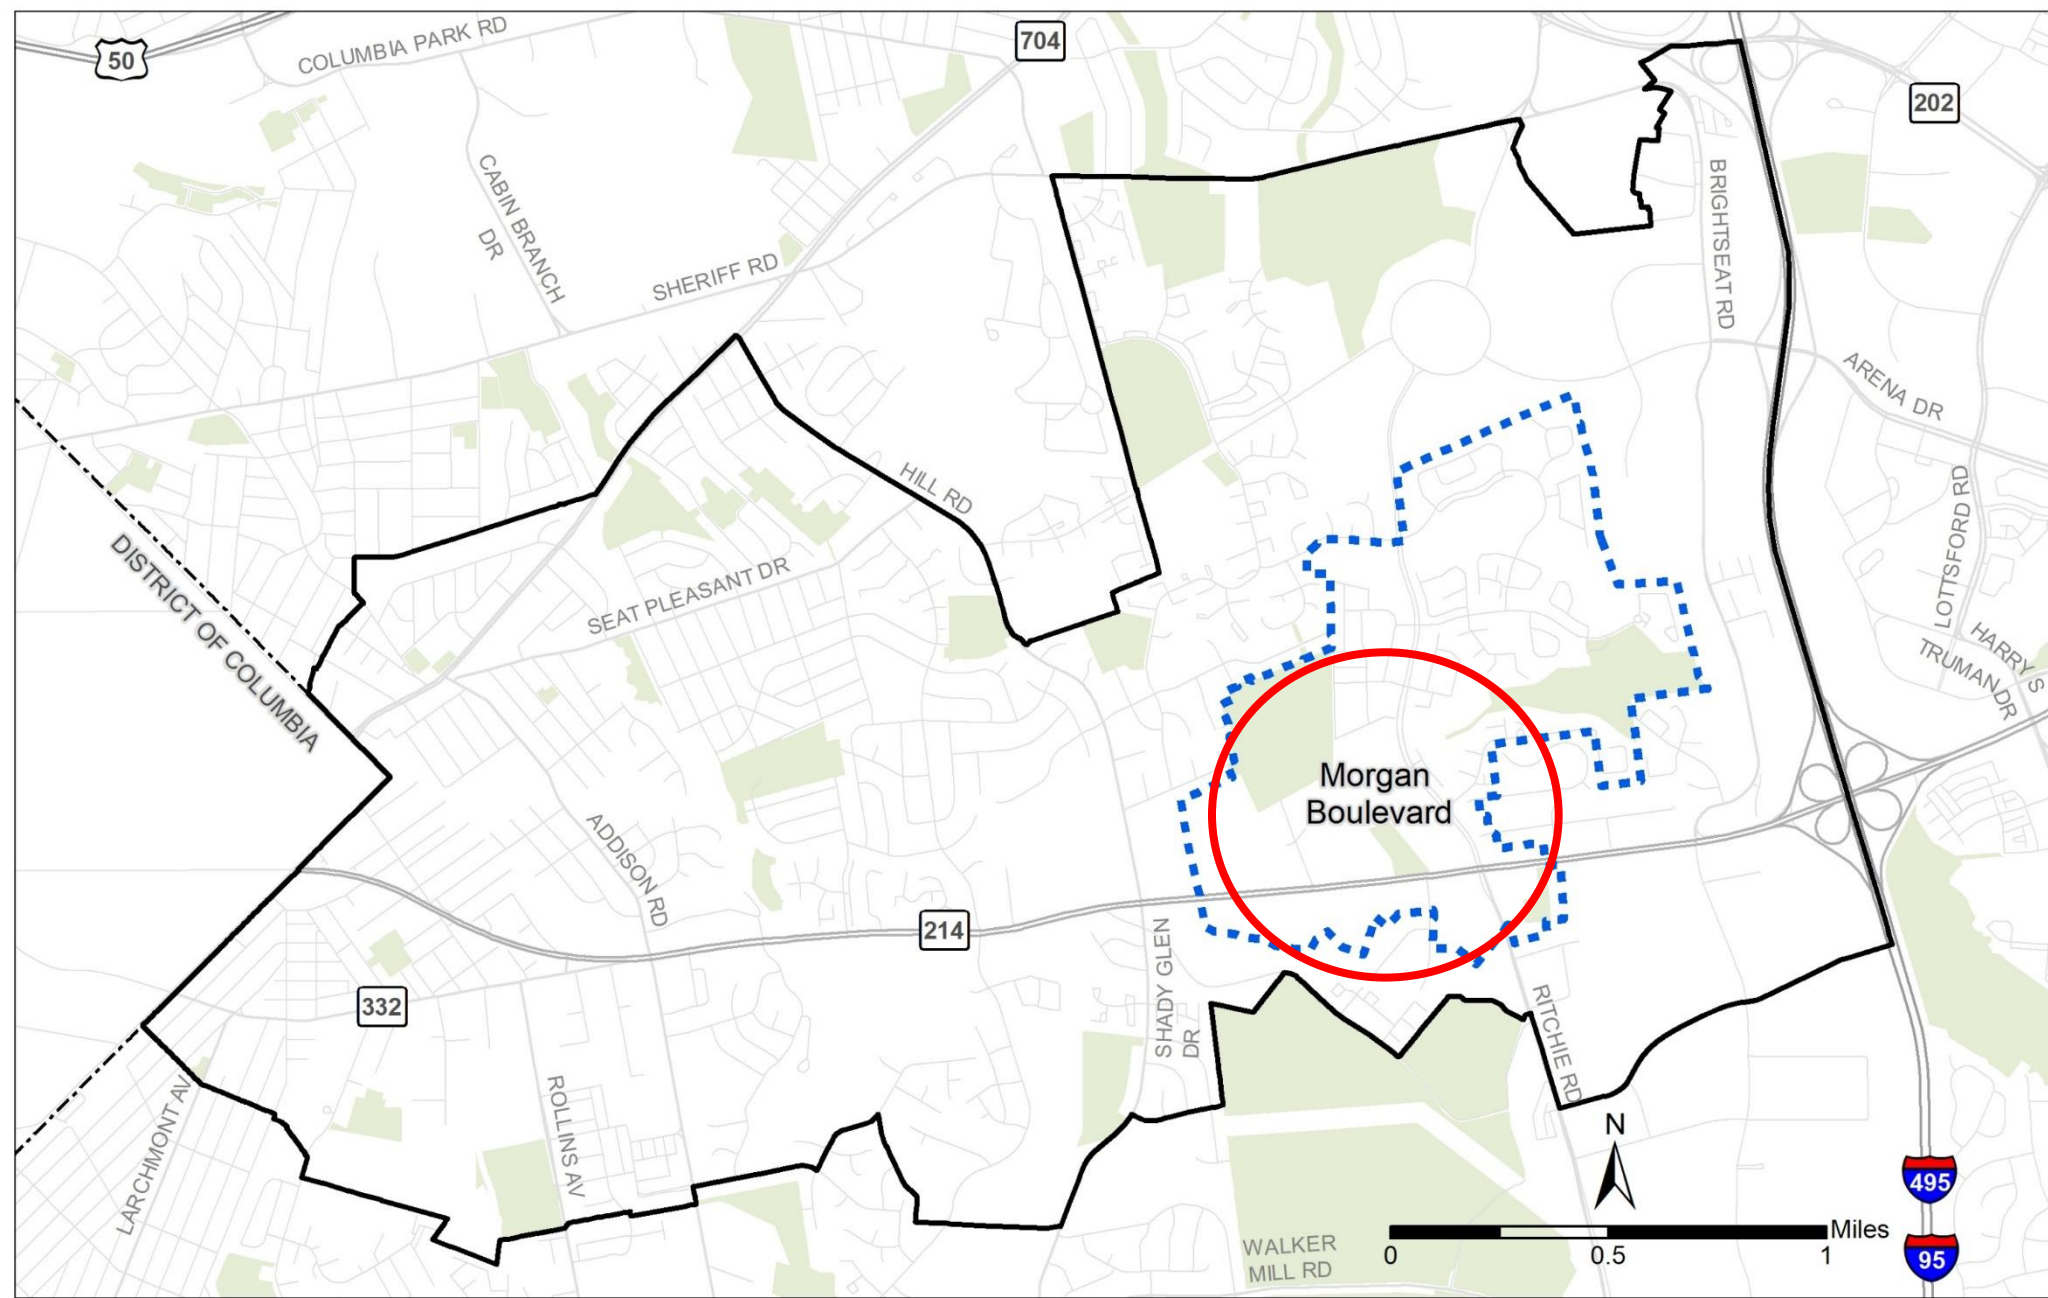 50
COLUMBIA PARK RD
704
202
CABIN BRANCH
DR
SHERIFF RD
BRIGHTSEAT RD
ARENA DR
HILL RD
LOTTSFORD RD
DISTRICT OF COLUMBIA
SEAT PLEASANT DR
HARRY S
TRUMAN DR
Morgan
Boulevard
ADDISON RD
214
SHADY GLEN
DR
332
RITCHIE RD
LARCHMONT AV
ROLLINS AV
N
495
WALKER
MILL RD
Miles
0
0.5
1
95